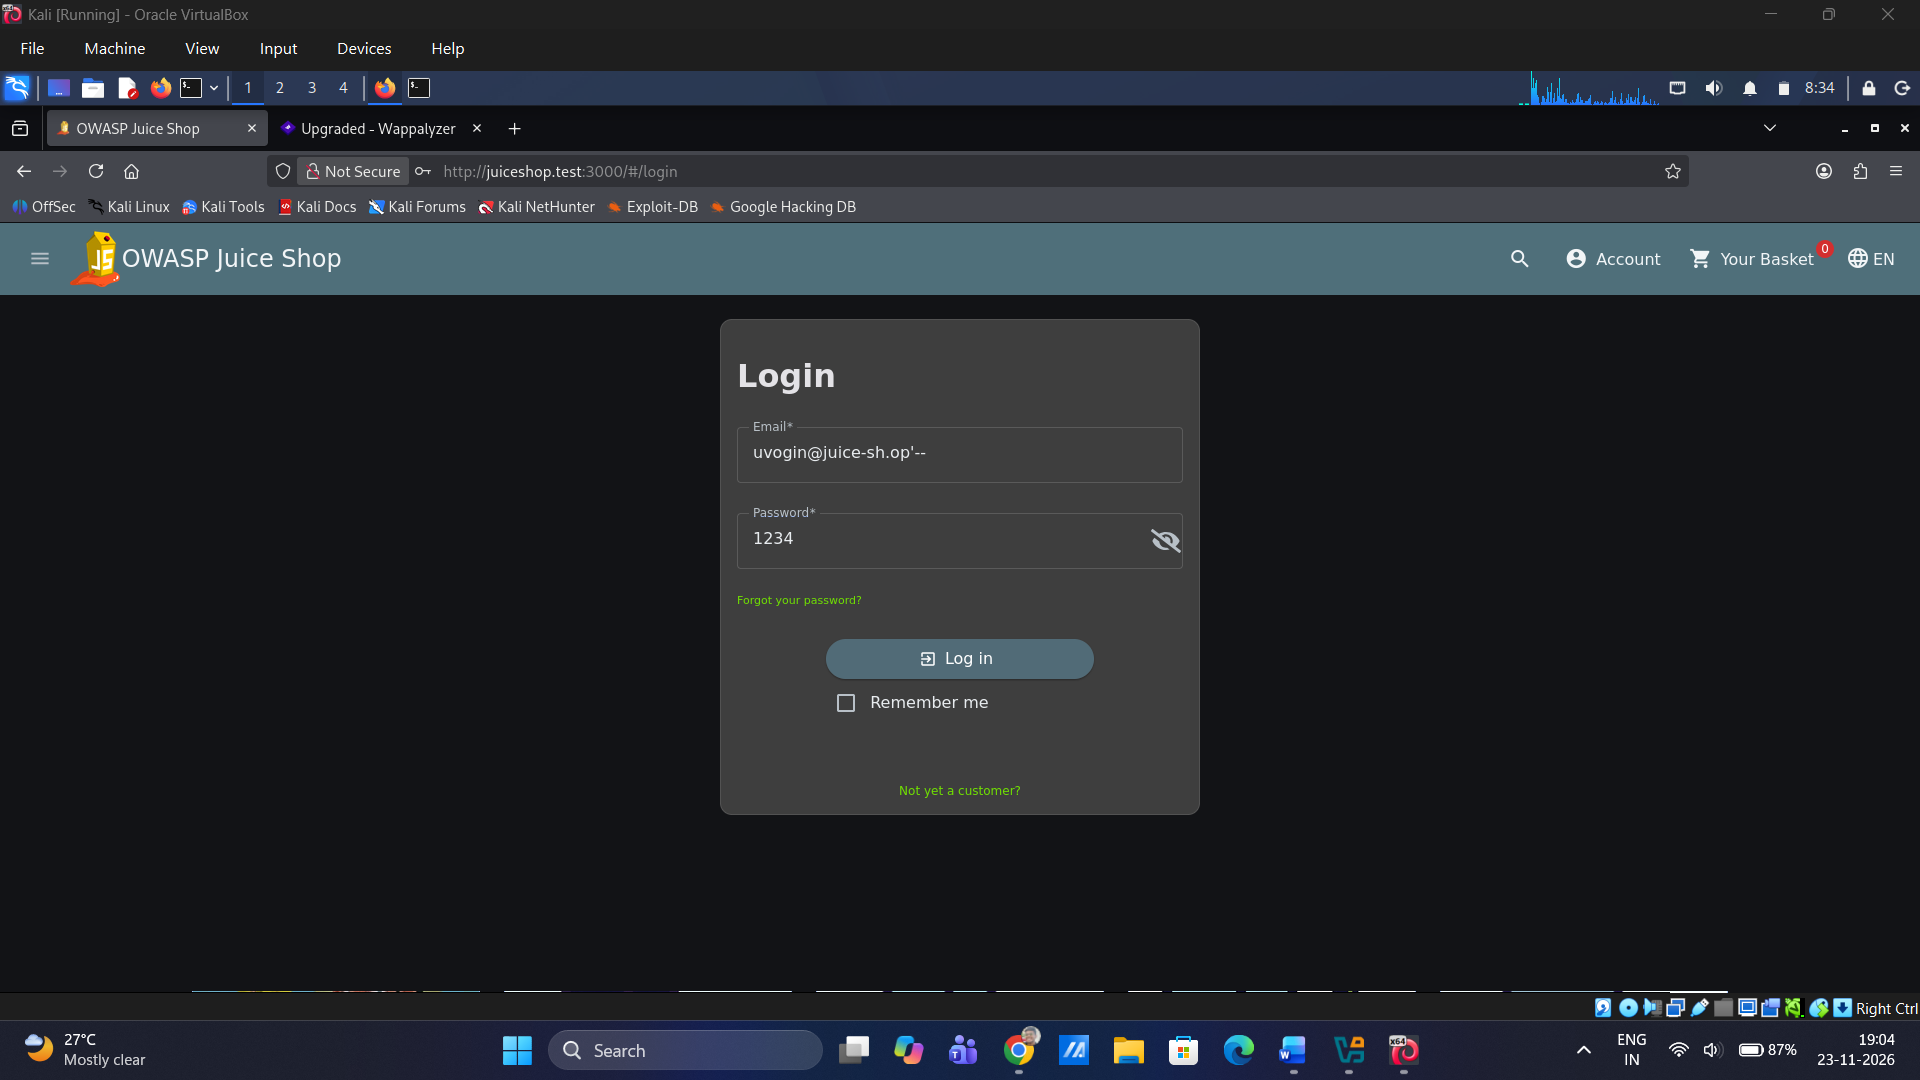 Kali [Running] - Oracle VirtualBox
File Machine View Input Devices Help
1 2 3 4 8:34
OWASP Juice Shop Upgraded - Wappalyzer
Not Secure http://juiceshop.test:3000/#/login
OffSec Kali Linux Kali Tools Kali Docs Kali Forums Kali NetHunter Exploit-DB Google Hacking DB
OWASP Juice Shop Account Your Basket 0 EN
Login
Email*
uvogin@juice-sh.op'--
Password*
1234
Forgot your password?
Log in
Remember me
Not yet a customer?
Right Ctrl
27°C
Mostly clear
Search
ENG
IN
87%
19:04
23-11-2026